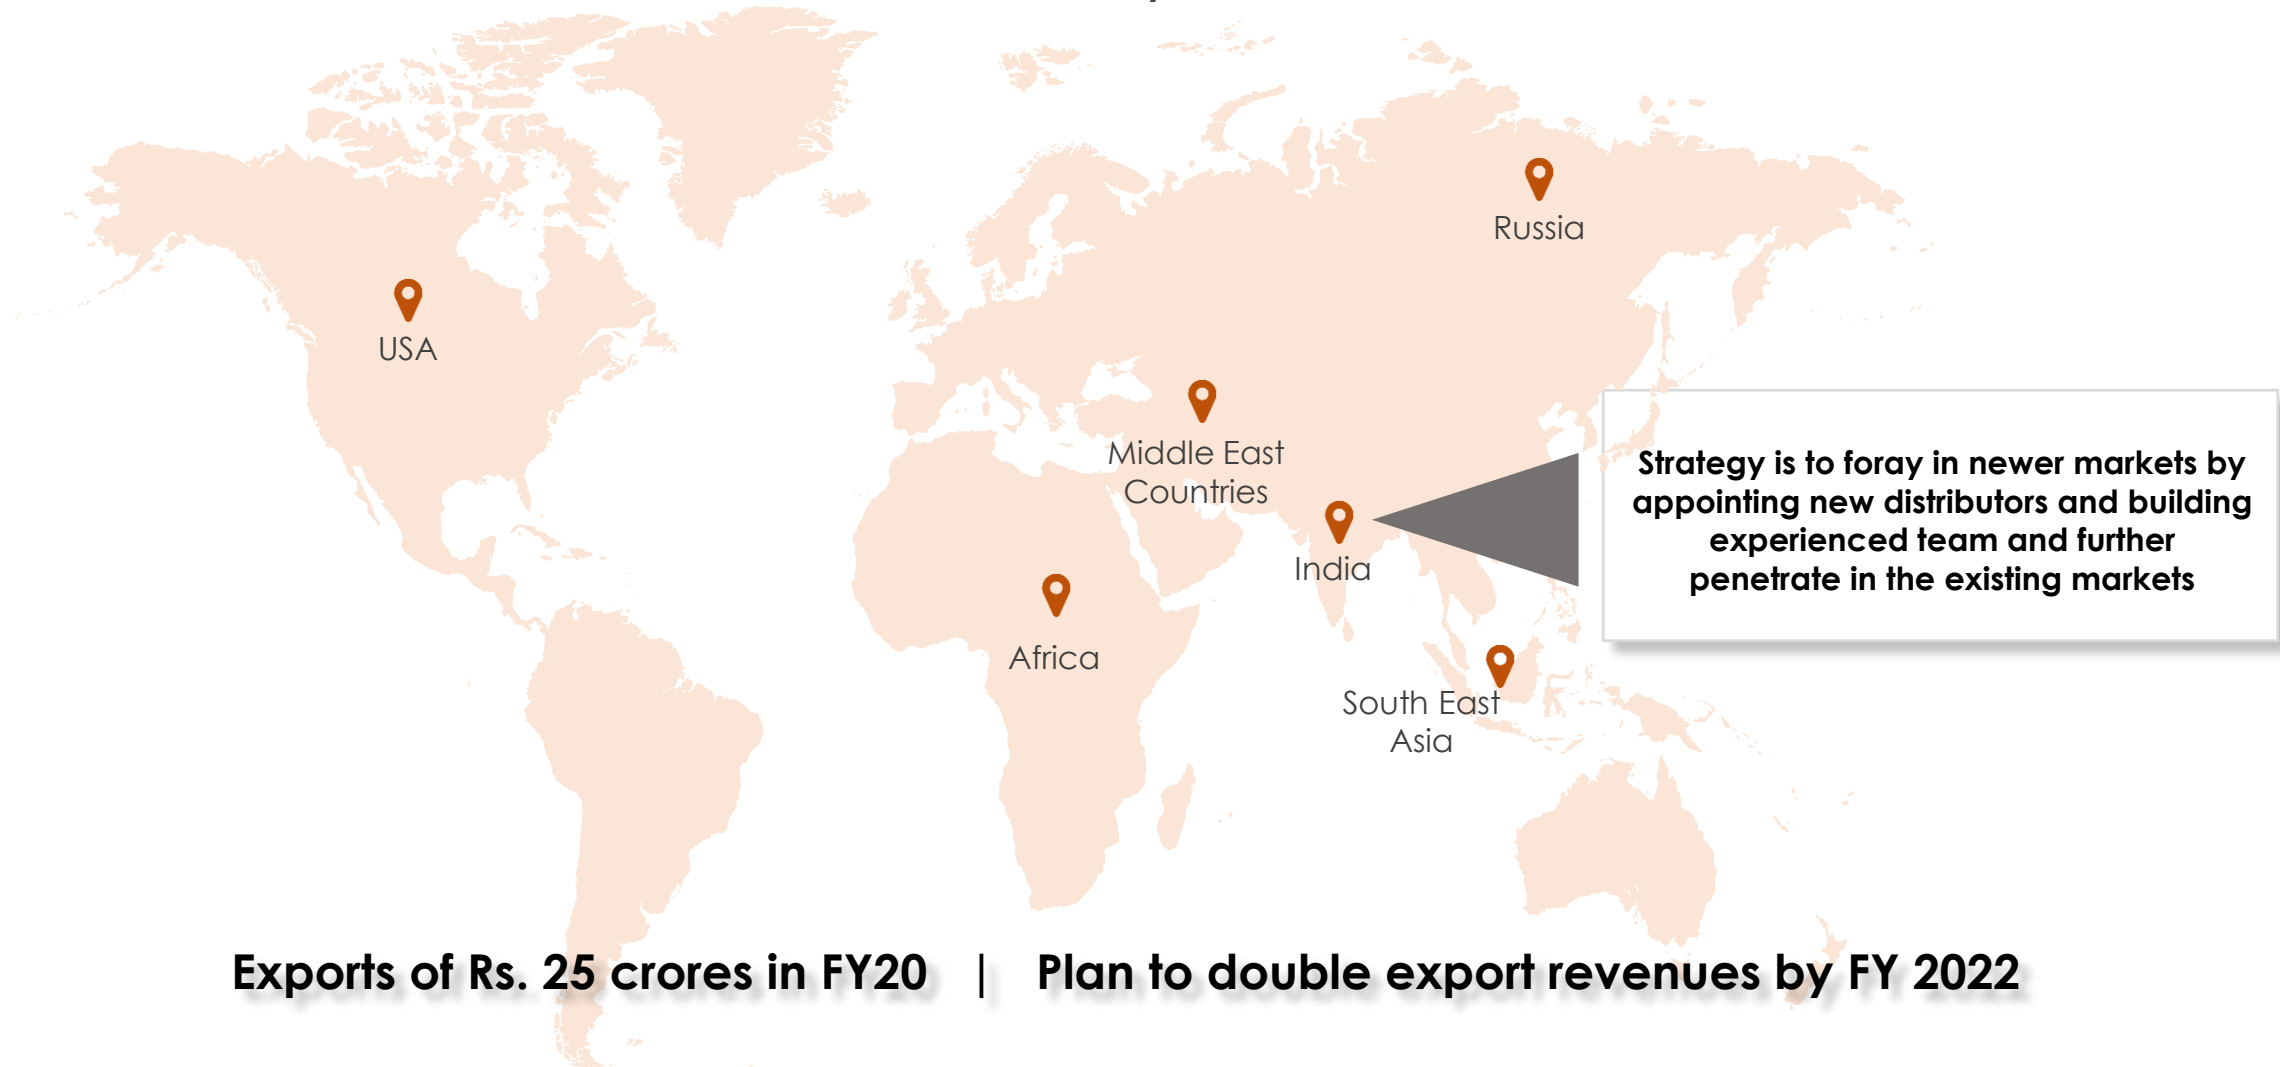 Russia
USA
Middle East
Countries
Strategy is to foray in newer markets by
appointing new distributors and building
experienced team and further
penetrate in the existing markets
India
Africa
South East
Asia
Exports of Rs. 25 crores in FY20 | Plan to double export revenues by FY 2022